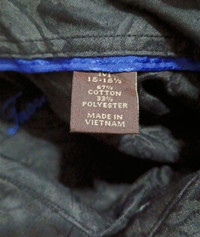 M
15-15½
67%
COTTON
33%
POLYESTER
MADE IN
VIETNAM